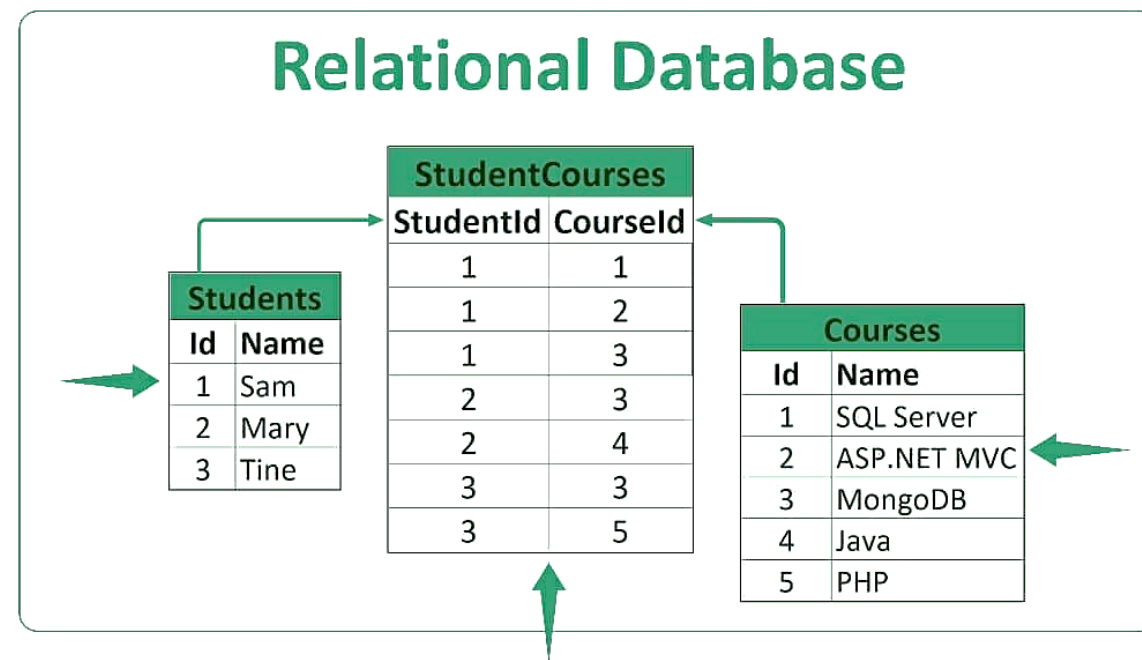 Relational Database
StudentCourses
StudentId CourseId
1 1
1 2
1 3
2 3
2 4
3 3
3 5
Students
Id Name
1 Sam
2 Mary
3 Tine
Courses
Id Name
1 SQL Server
2 ASP.NET MVC
3 MongoDB
4 Java
5 PHP